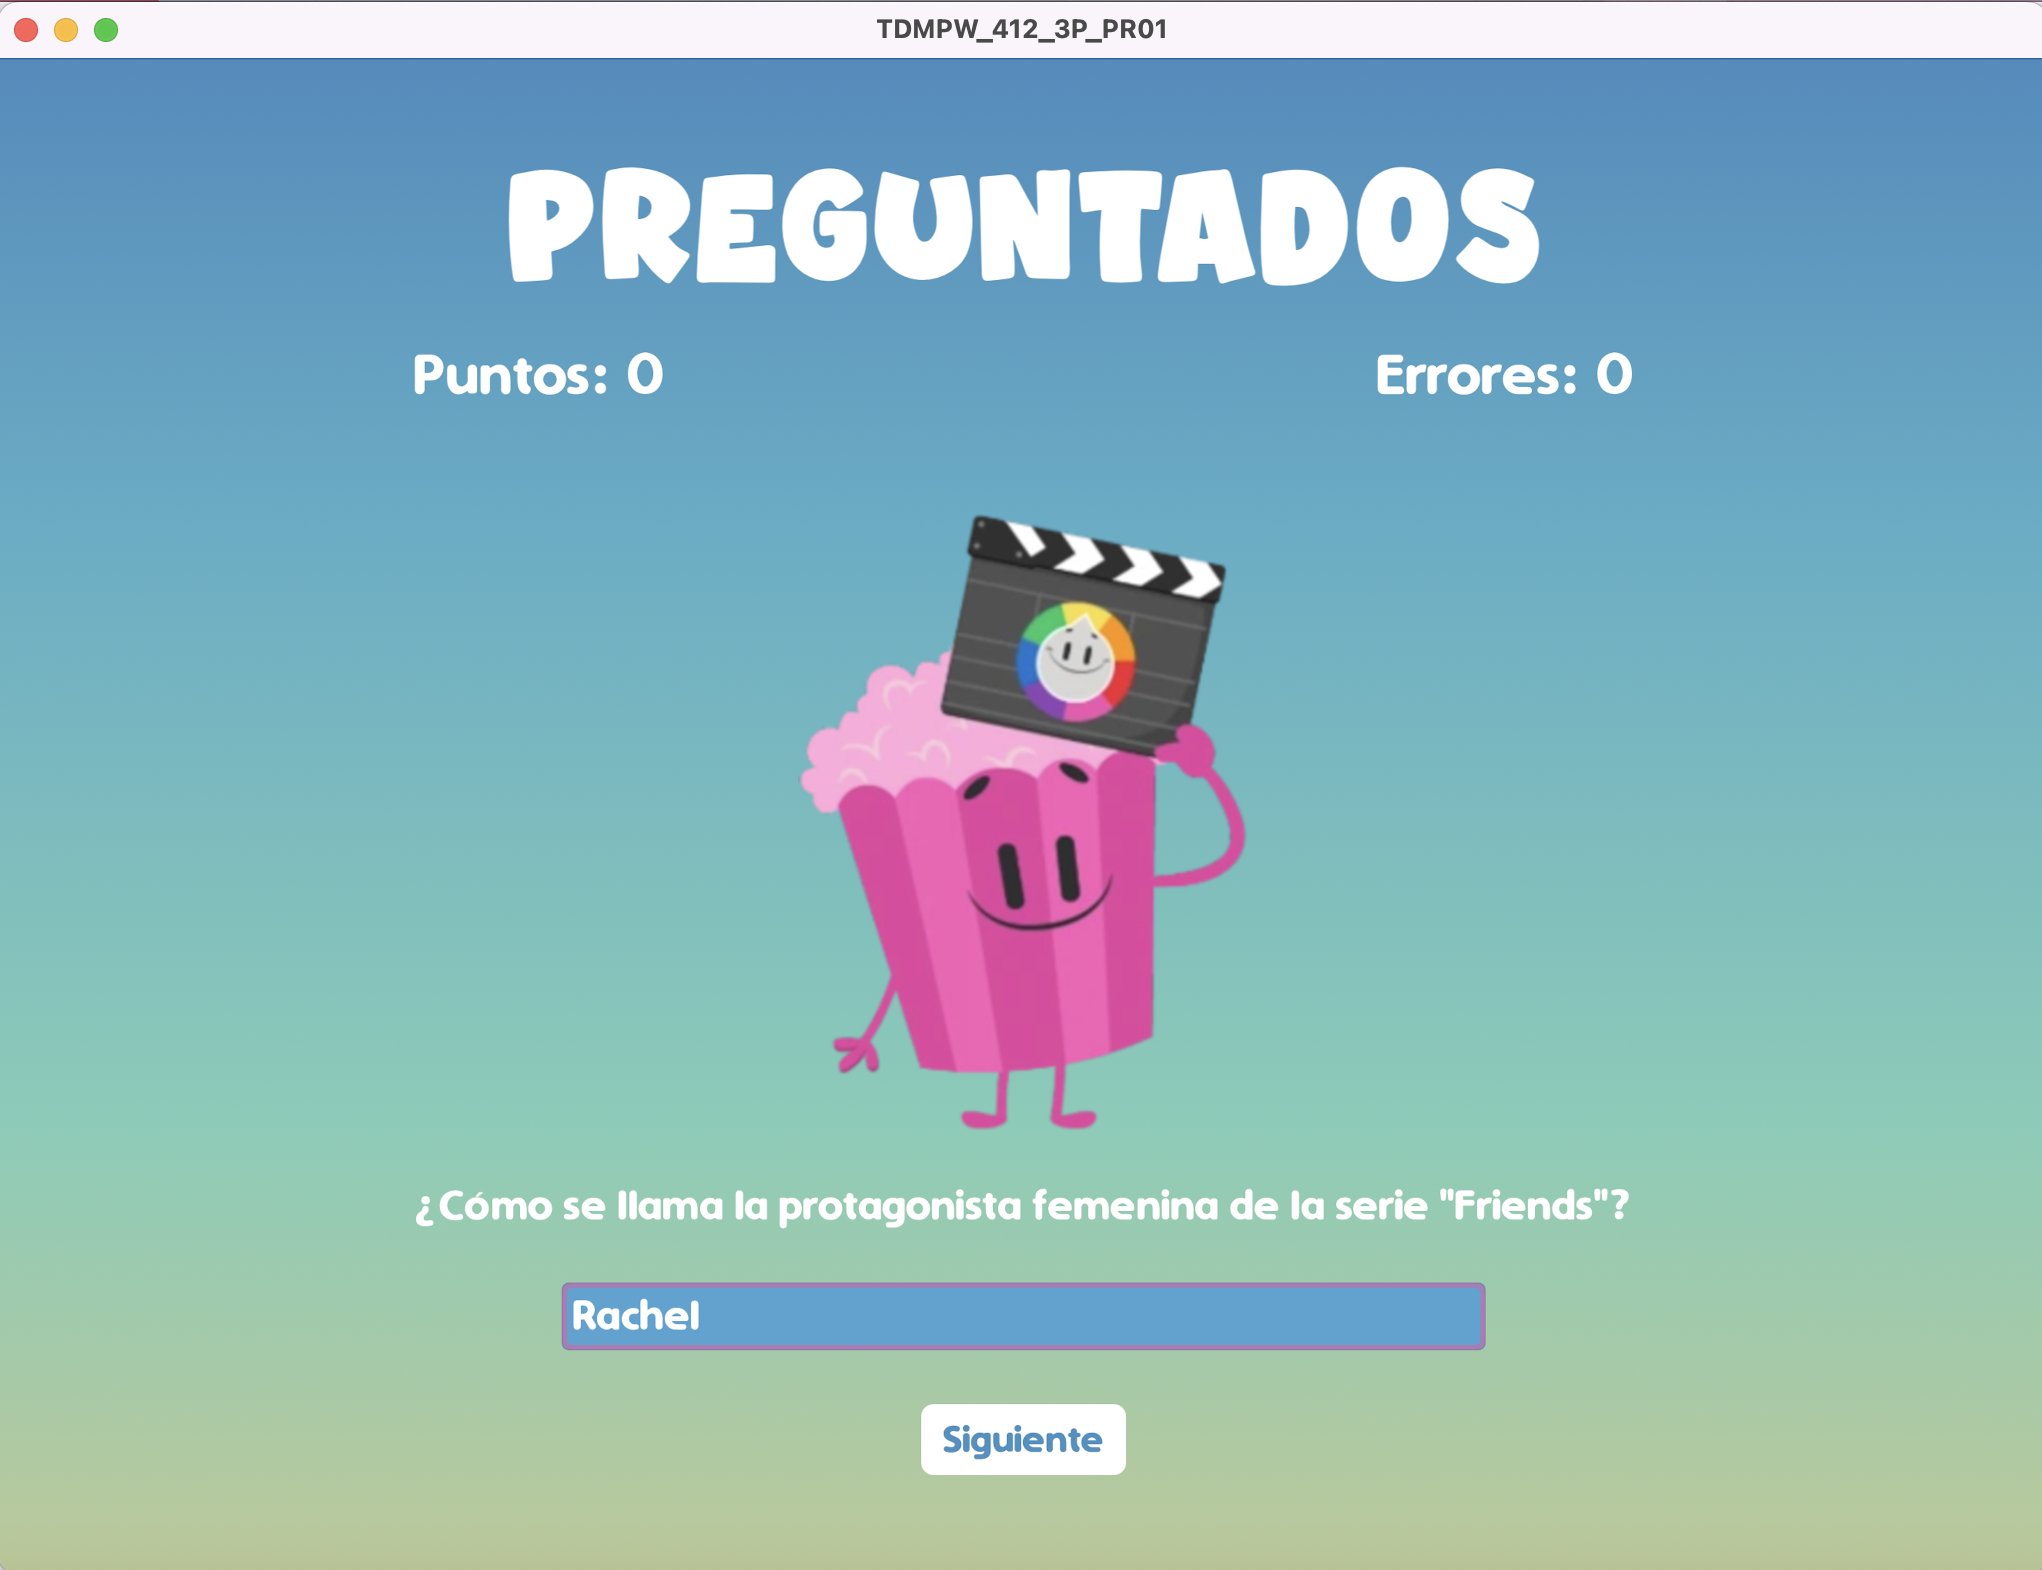 TDMPW_412_3P_PR01
PREGUNTADOS
Puntos: 0
Errores: 0
¿Cómo se llama la protagonista femenina de la serie "Friends"?
Rachel
Siguiente